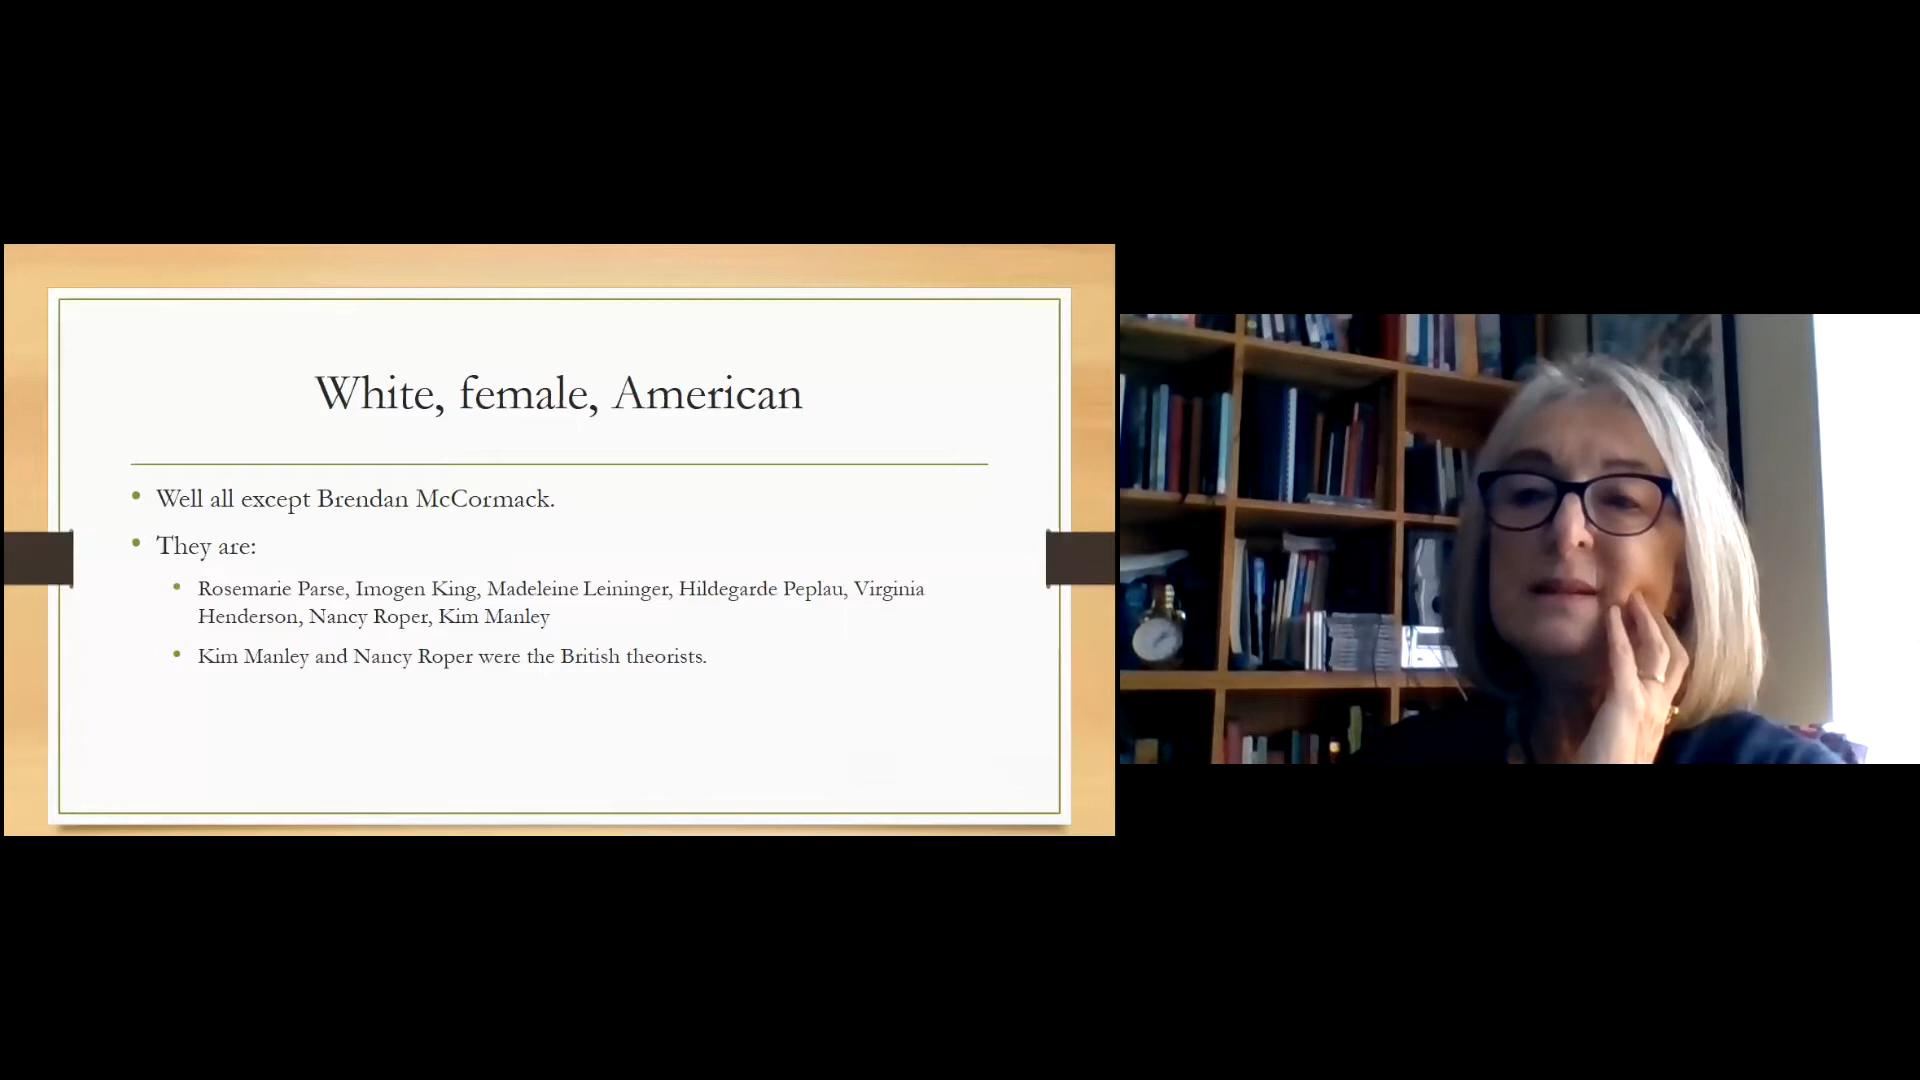 White, female, American
Well all except Brendan McCormack.
They are:
Rosemarie Parse, Imogen King, Madeleine Leininger, Hildegarde Peplau, Virginia
Henderson, Nancy Roper, Kim Manley
Kim Manley and Nancy Roper were the British theorists.